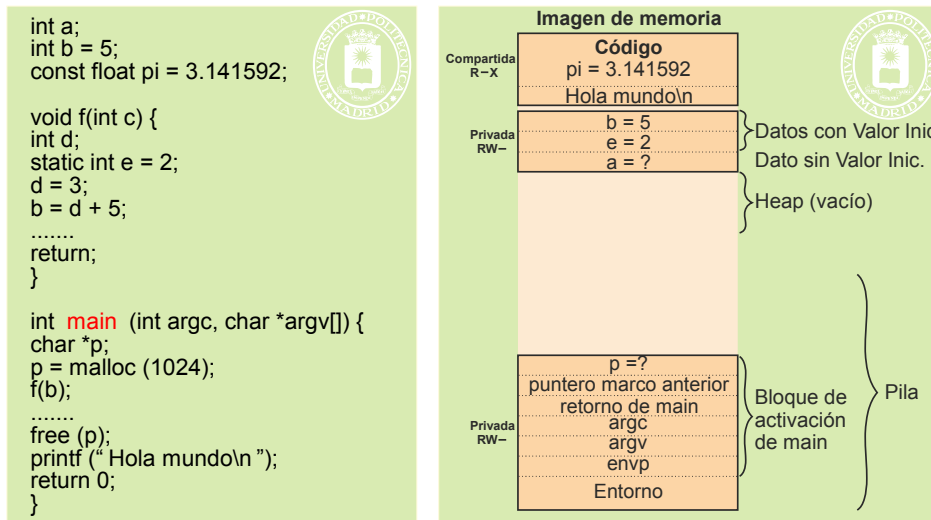 int a;
int b = 5;
const float pi = 3.141592;
void f(int c) {
int d;
static int e = 2;
d = 3;
b = d + 5;
.......
return;
}
int main (int argc, char *argv[]) {
char *p;
p = malloc (1024);
f(b);
.......
free (p);
printf (“ Hola mundo\n ”);
return 0;
}
UNIVERSIDAD POLITECNICA MADRID
Imagen de memoria
Compartida
R–X
Código
pi = 3.141592
Hola mundo\n
Privada
RW–
b = 5
e = 2
a = ?
Datos con Valor Inic
Dato sin Valor Inic.
Heap (vacío)
p =?
puntero marco anterior
retorno de main
argc
argv
envp
Entorno
Privada
RW–
Bloque de
activación
de main
Pila